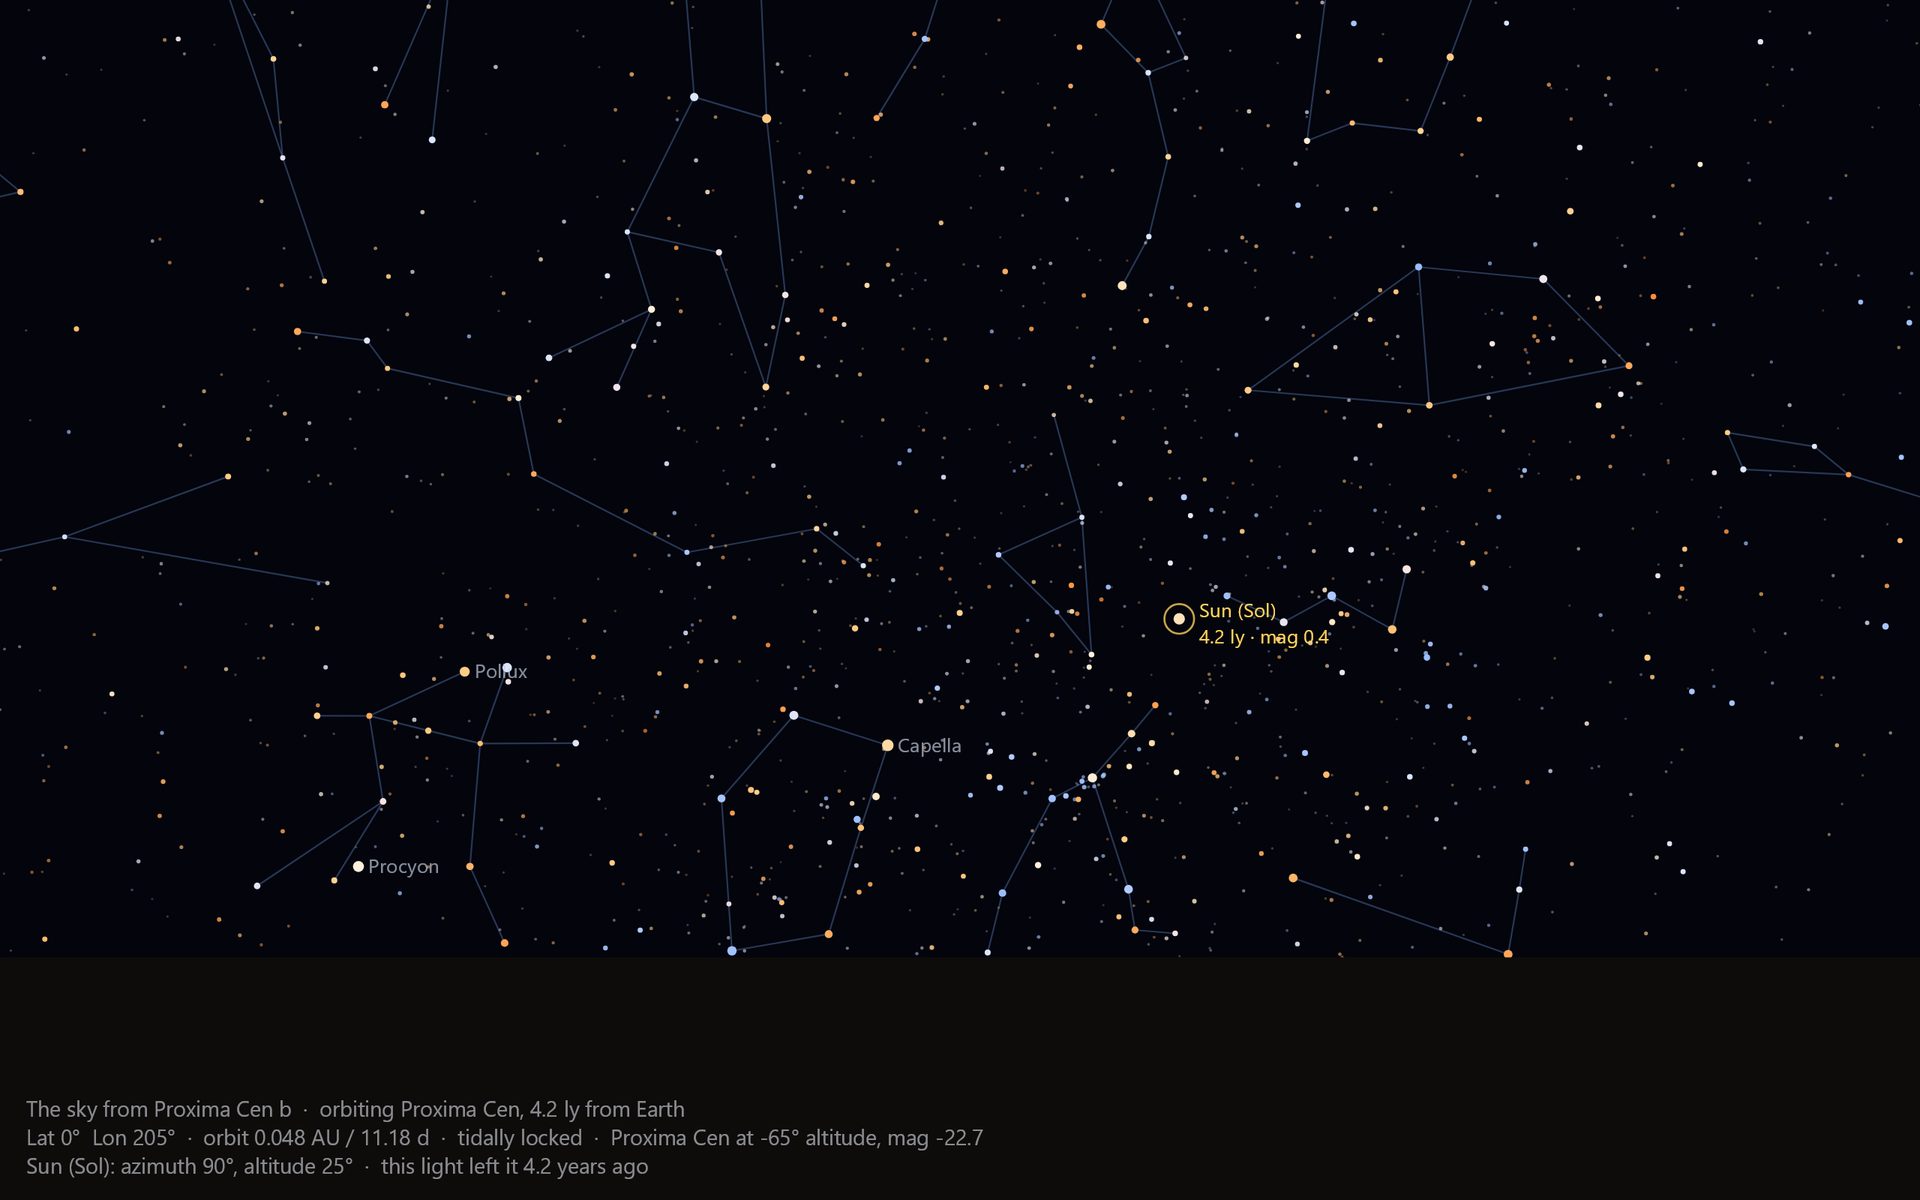 Sun (Sol)
4.2 ly · mag 0.4
Pollux
Capella
Procyon
The sky from Proxima Cen b · orbiting Proxima Cen, 4.2 ly from Earth
Lat 0° Lon 205° · orbit 0.048 AU / 11.18 d · tidally locked · Proxima Cen at -65° altitude, mag -22.7
Sun (Sol): azimuth 90°, altitude 25° · this light left it 4.2 years ago